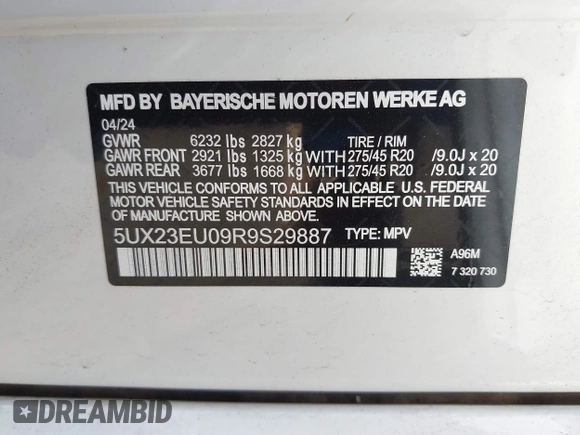 MFD BY BAYERISCHE MOTOREN WERKE AG
04/24
GVWR 6232 lbs 2827 kg TIRE / RIM
GAWR FRONT 2921 lbs 1325 kg WITH 275/45 R20 /9.0J x 20
GAWR REAR 3677 lbs 1668 kg WITH 275/45 R20 /9.0J x 20
THIS VEHICLE CONFORMS TO ALL APPLICABLE U.S. FEDERAL
MOTOR VEHICLE SAFETY STANDARDS IN EFFECT ON THE DATE
OF MANUFACTURE SHOWN ABOVE.
5UX23EU09R9S29887 TYPE: MPV
A96M
7 320 730
DREAMBID